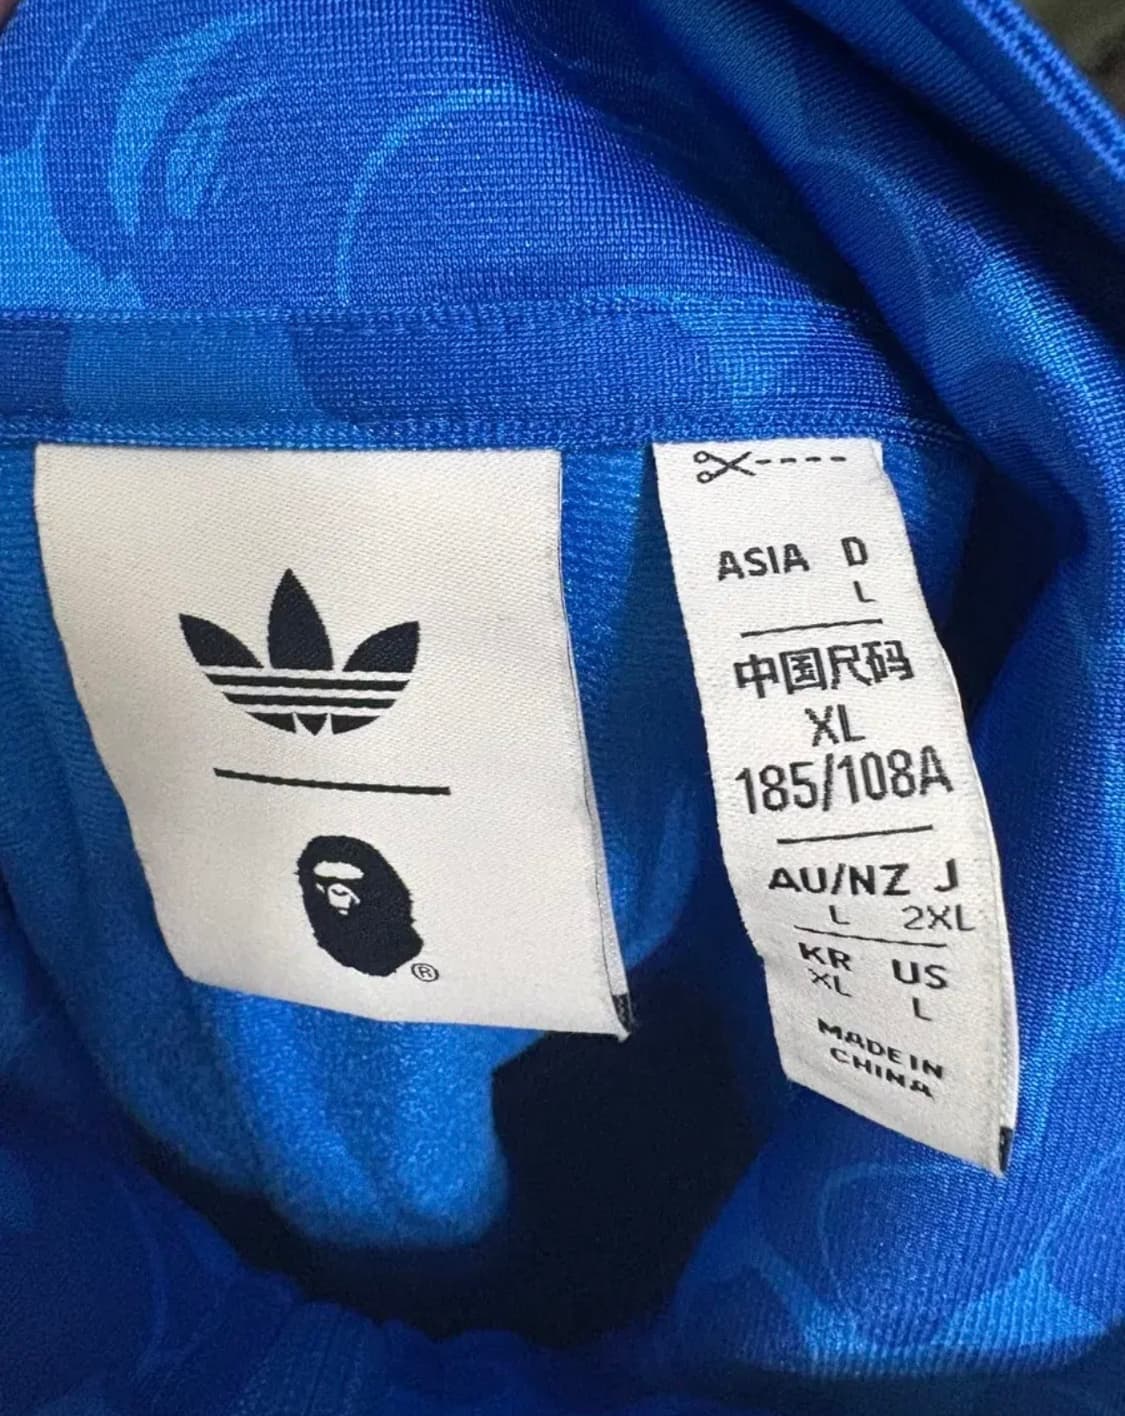 ®
ASIA D
L
中国尺码
XL
185/108A
AU/NZ J
L 2XL
KR US
XL L
MADE IN
CHINA